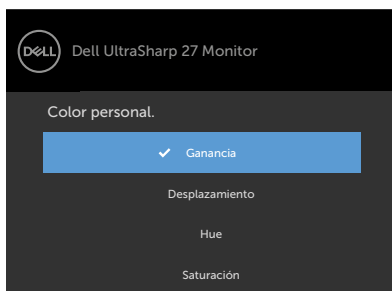 DELL
Dell UltraSharp 27 Monitor
Color personal.
Ganancia
Desplazamiento
Hue
Saturación